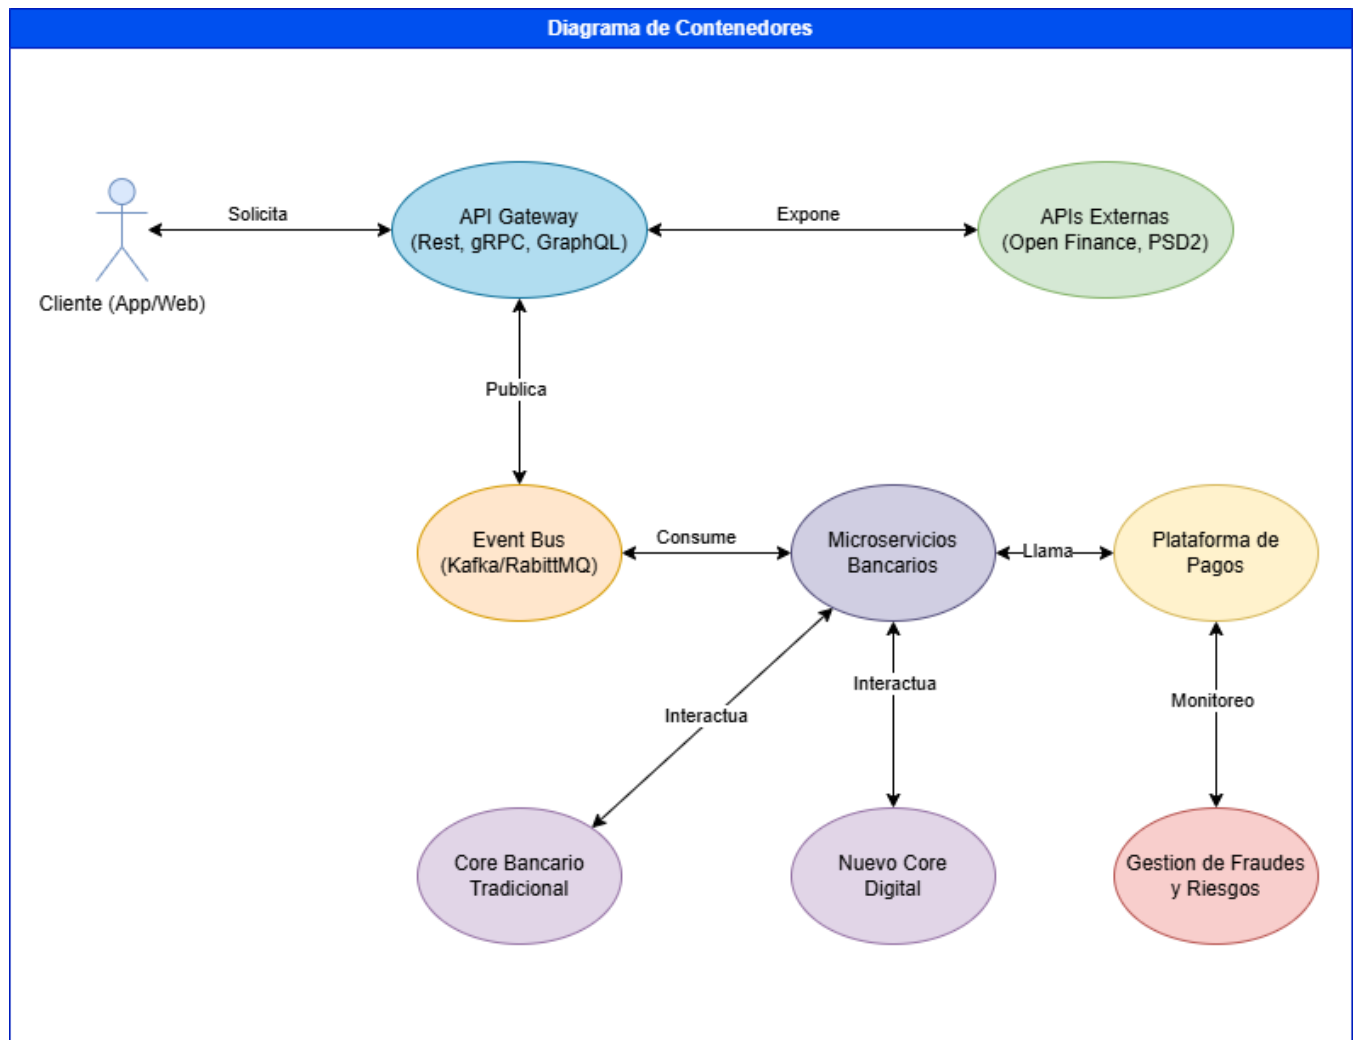 Diagrama de Contenedores
Solicita
API Gateway
(Rest, gRPC, GraphQL)
Expone
APIs Externas
(Open Finance, PSD2)
Cliente (App/Web)
Publica
Event Bus
(Kafka/RabittMQ)
Consume
Microservicios
Bancarios
Llama
Plataforma de
Pagos
Interactua
Interactua
Monitoreo
Core Bancario
Tradicional
Nuevo Core
Digital
Gestion de Fraudes
y Riesgos